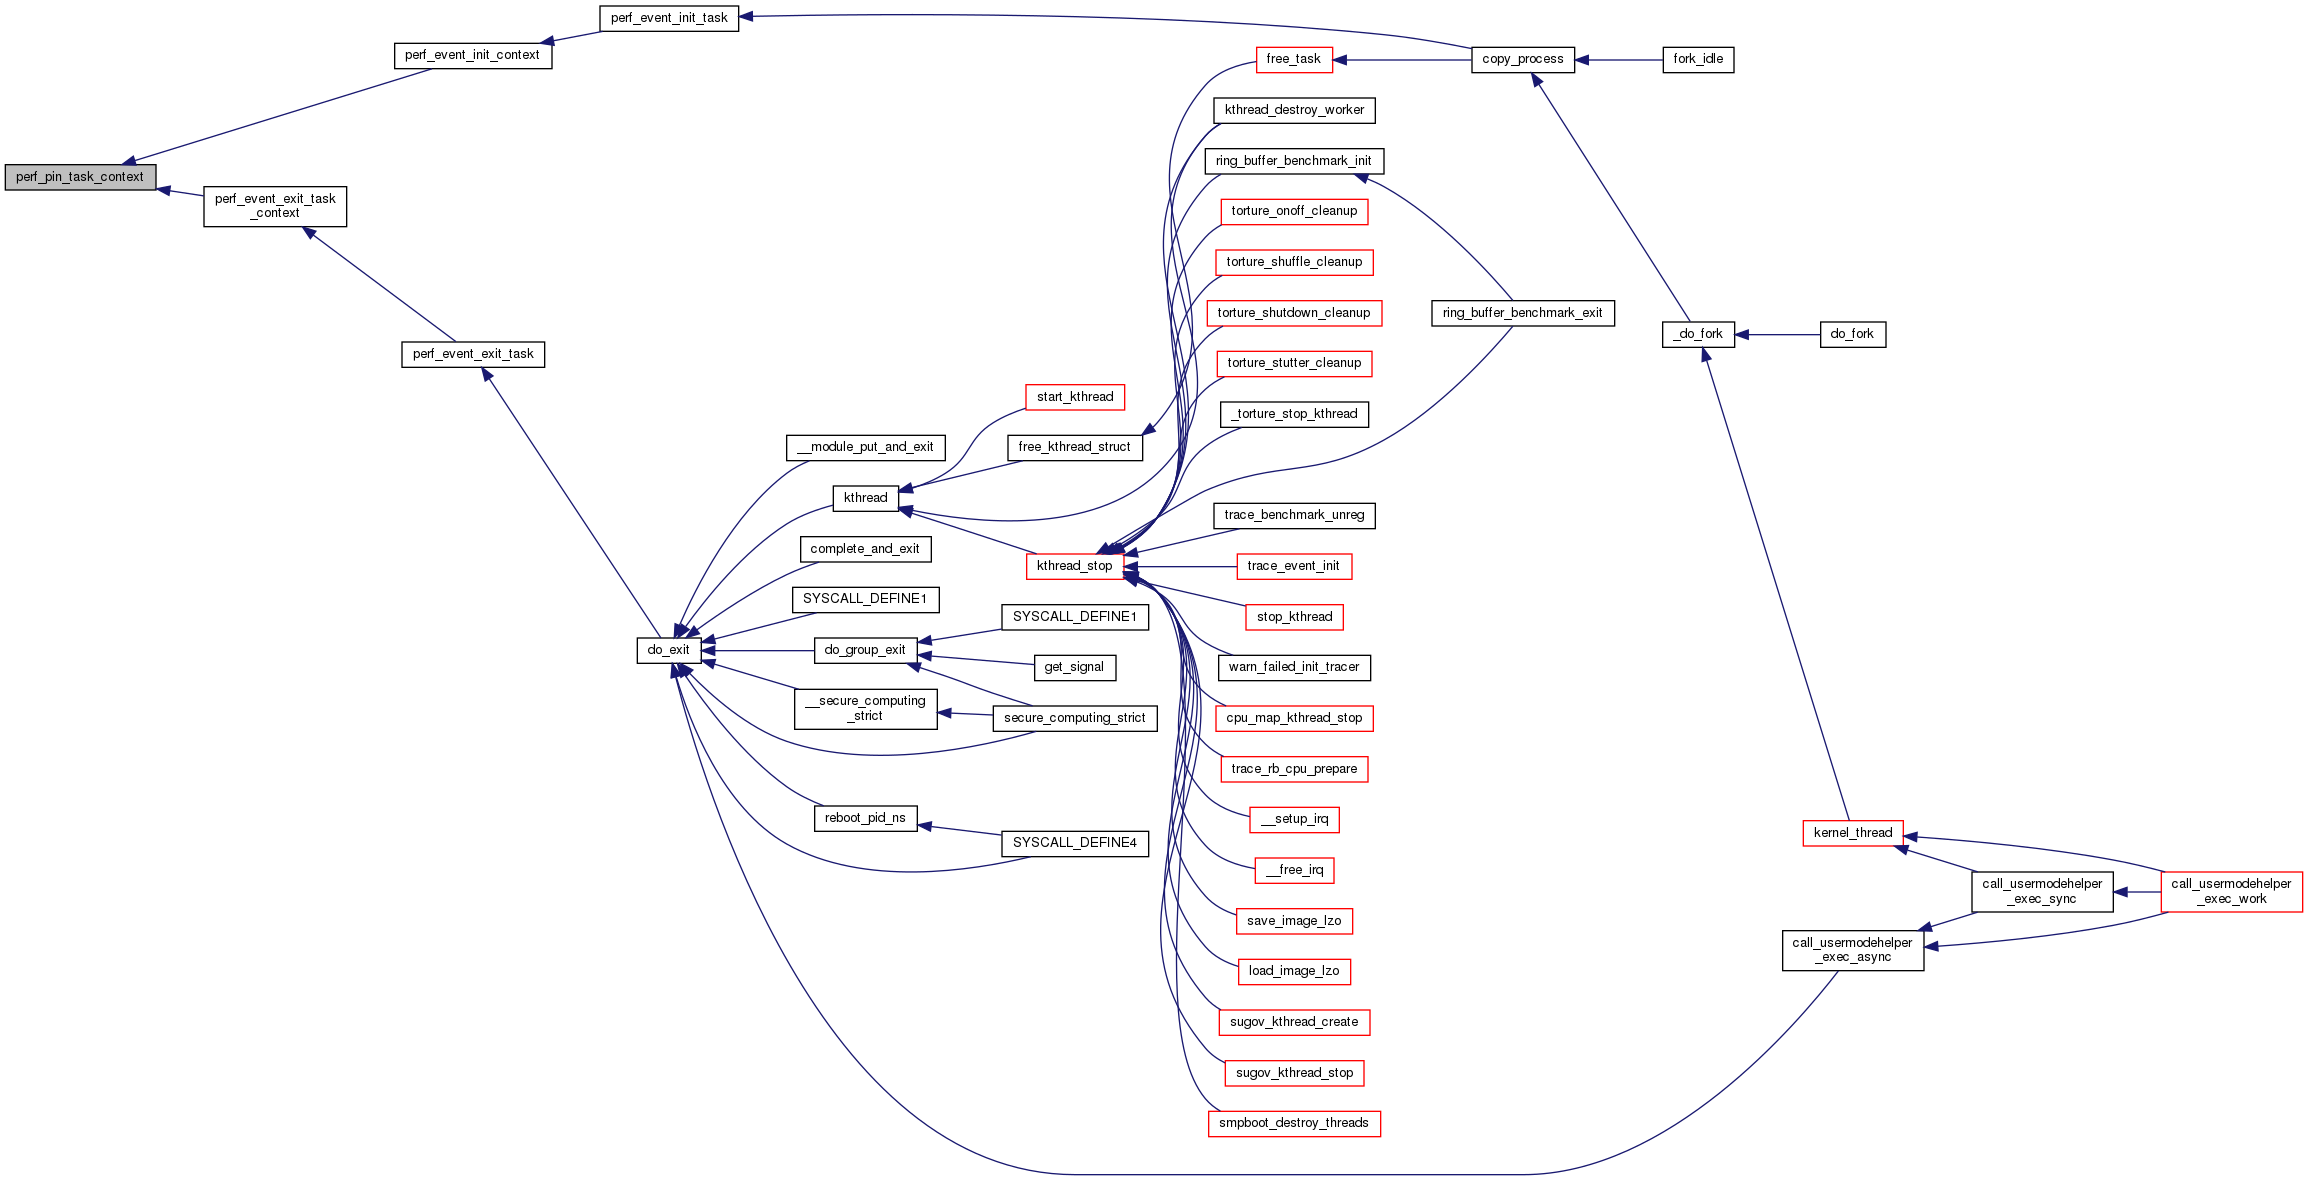 perf_pin_task_context
perf_event_init_context
perf_event_init_task
perf_event_exit_task
_context
perf_event_exit_task
do_exit
__module_put_and_exit
kthread
complete_and_exit
SYSCALL_DEFINE1
do_group_exit
__secure_computing
_strict
reboot_pid_ns
start_kthread
free_kthread_struct
kthread_stop
SYSCALL_DEFINE1
get_signal
secure_computing_strict
SYSCALL_DEFINE4
free_task
kthread_destroy_worker
ring_buffer_benchmark_init
torture_onoff_cleanup
torture_shuffle_cleanup
torture_shutdown_cleanup
torture_stutter_cleanup
_torture_stop_kthread
trace_benchmark_unreg
trace_event_init
stop_kthread
warn_failed_init_tracer
cpu_map_kthread_stop
trace_rb_cpu_prepare
__setup_irq
__free_irq
save_image_lzo
load_image_lzo
sugov_kthread_create
sugov_kthread_stop
smpboot_destroy_threads
copy_process
ring_buffer_benchmark_exit
fork_idle
_do_fork
do_fork
kernel_thread
call_usermodehelper
_exec_async
call_usermodehelper
_exec_sync
call_usermodehelper
_exec_work